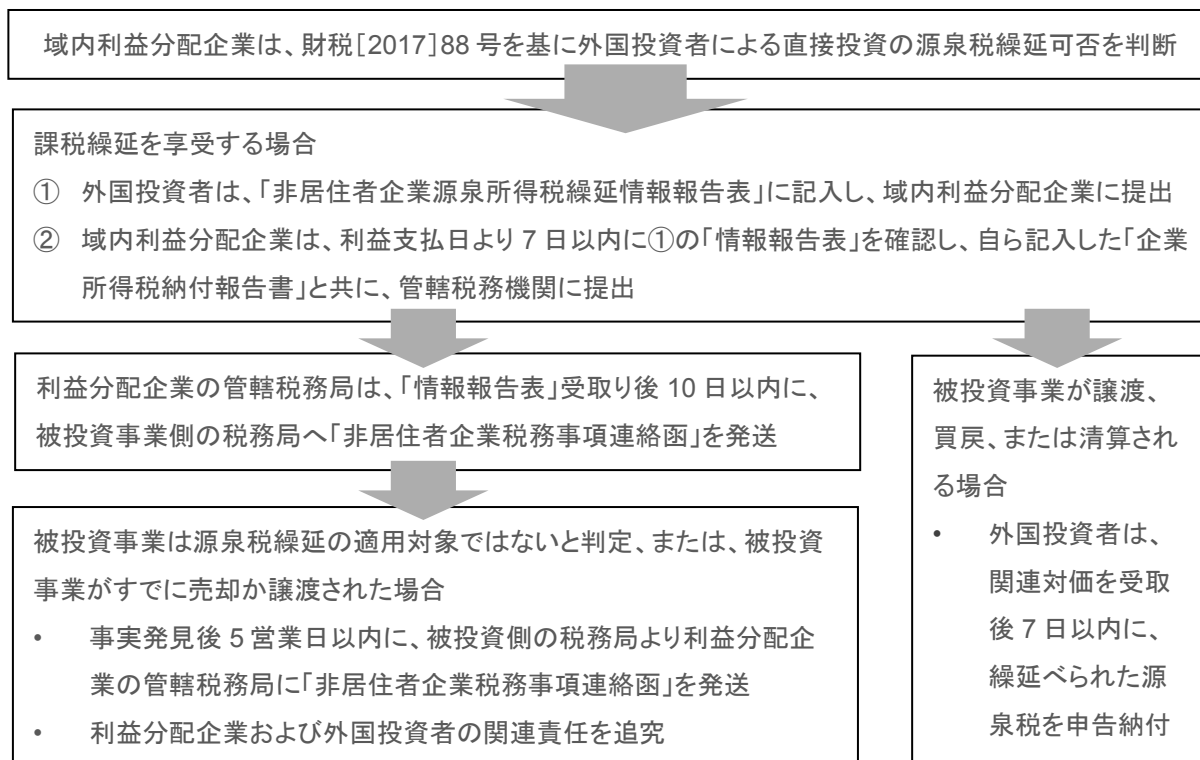 域内利益分配企業は、財税[2017]88 号を基に外国投資者による直接投資の源泉税繰延可否を判断
課税繰延を享受する場合
① 外国投資者は、「非居住者企業源泉所得税繰延情報報告表」に記入し、域内利益分配企業に提出
② 域内利益分配企業は、利益支払日より 7 日以内に①の「情報報告表」を確認し、自ら記入した「企業
所得税納付報告書」と共に、管轄税務機関に提出
利益分配企業の管轄税務局は、「情報報告表」受取り後 10 日以内に、
被投資事業側の税務局へ「非居住者企業税務事項連絡函」を発送
被投資事業は源泉税繰延の適用対象ではないと判定、または、被投資
事業がすでに売却か譲渡された場合
• 事実発見後 5 営業日以内に、被投資側の税務局より利益分配企
業の管轄税務局に「非居住者企業税務事項連絡函」を発送
• 利益分配企業および外国投資者の関連責任を追究
被投資事業が譲渡、
買戻、または清算され
る場合
• 外国投資者は、
関連対価を受取
後 7 日以内に、
繰延べられた源
泉税を申告納付